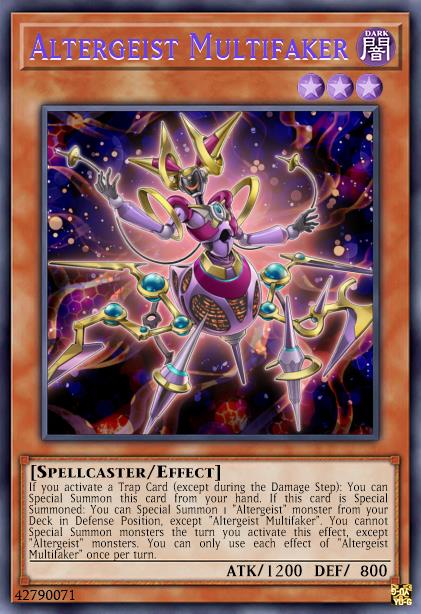 ALTERGEIST MULTIFAKER
DARK
闇
[SPELLCASTER/EFFECT]
If you activate a Trap Card (except during the Damage Step): You can
Special Summon this card from your hand. If this card is Special
Summoned: You can Special Summon 1 "Altergeist" monster from your
Deck in Defense Position, except "Altergeist Multifaker". You cannot
Special Summon monsters the turn you activate this effect, except
"Altergeist" monsters. You can only use each effect of "Altergeist
Multifaker" once per turn.
ATK/1200 DEF/ 800
42790071